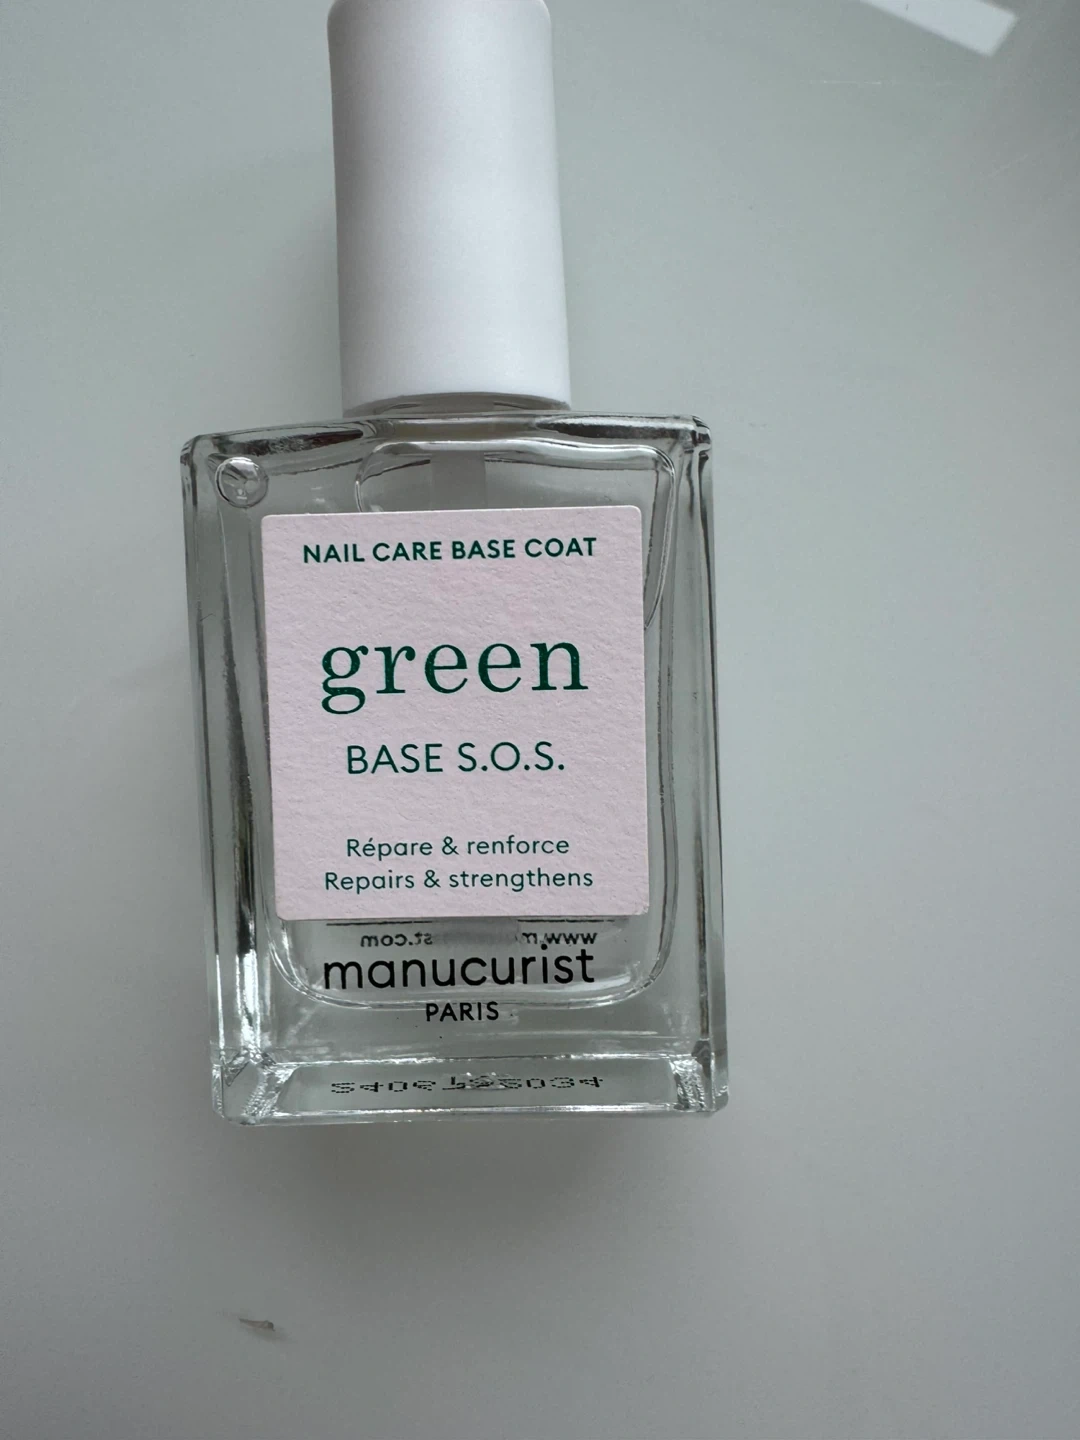 NAIL CARE BASE COAT
green
BASE S.O.S.
Répare & renforce
Repairs & strengthens
manucurist
PARIS